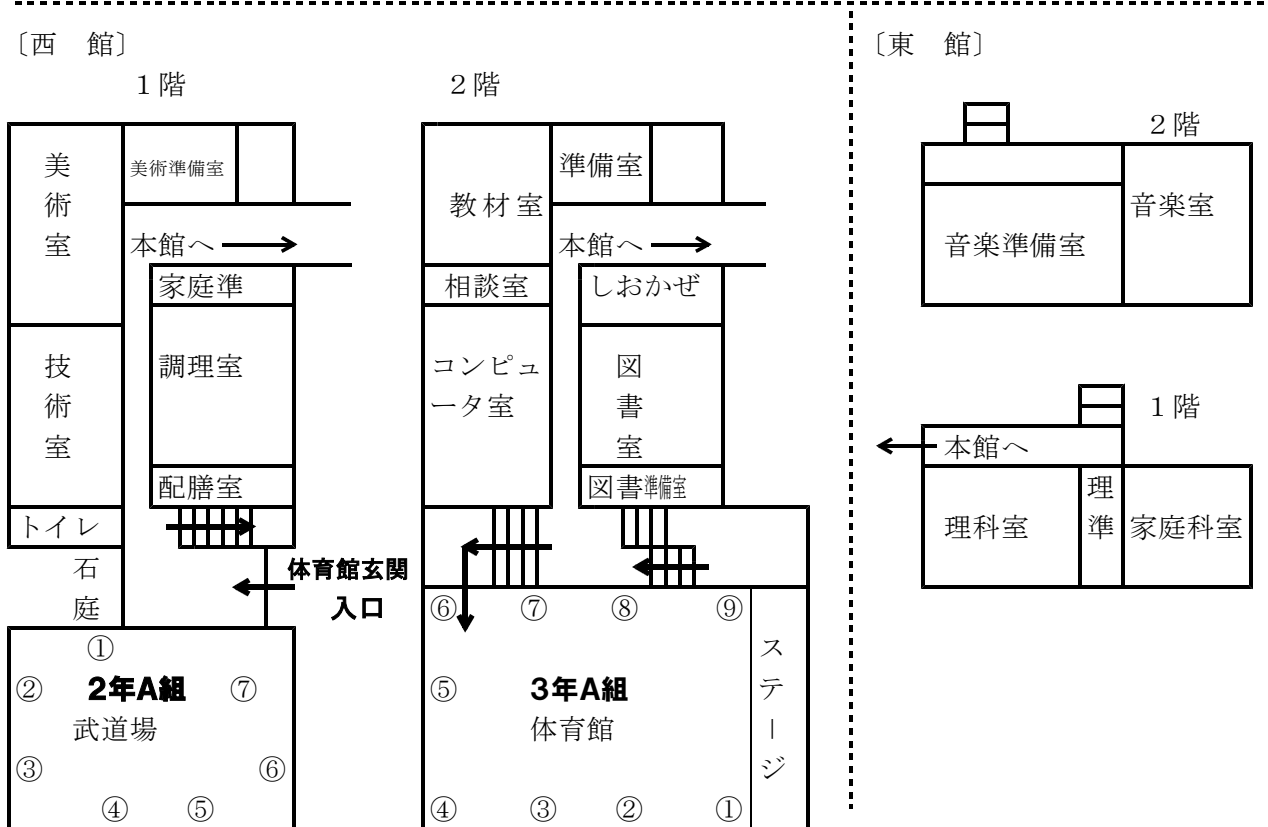 〔西　館〕
１階
美術室
美術準備室
本館へ
家庭準
調理室
技術室
配膳室
トイレ
石庭
体育館玄関
入口
①
②
２年Ａ組
⑦
武道場
③
⑥
④
⑤
２階
準備室
教材室
本館へ
相談室
しおかぜ
コンピュ
ータ室
図書室
図書準備室
⑥
⑦
⑧
⑨
⑤
３年Ａ組
体育館
ステージ
④
③
②
①
〔東　館〕
２階
音楽室
音楽準備室
１階
本館へ
理科室
理準
家庭科室